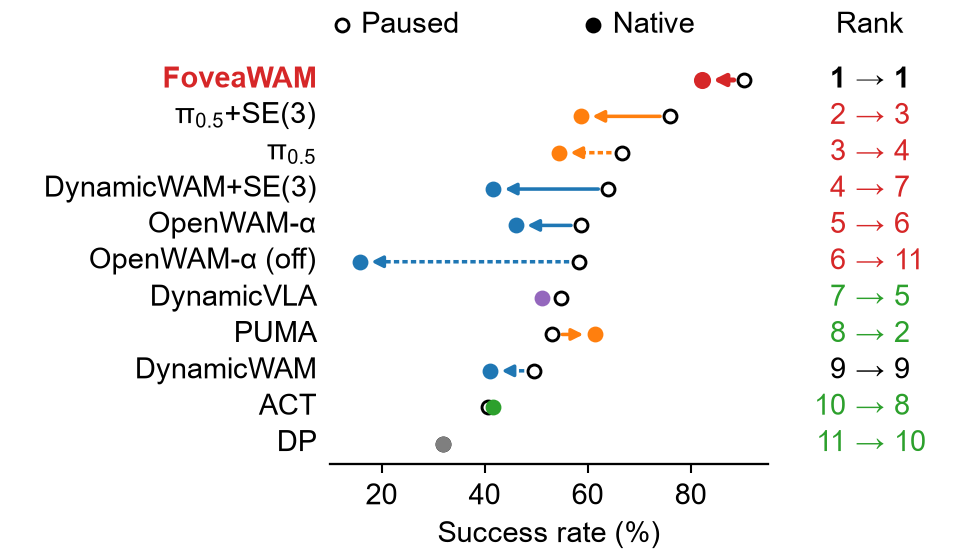 Paused Native Rank
FoveaWAM 1 → 1
π0.5+SE(3) 2 → 3
π0.5 3 → 4
DynamicWAM+SE(3) 4 → 7
OpenWAM-α 5 → 6
OpenWAM-α (off) 6 → 11
DynamicVLA 7 → 5
PUMA 8 → 2
DynamicWAM 9 → 9
ACT 10 → 8
DP 11 → 10
20 40 60 80
Success rate (%)